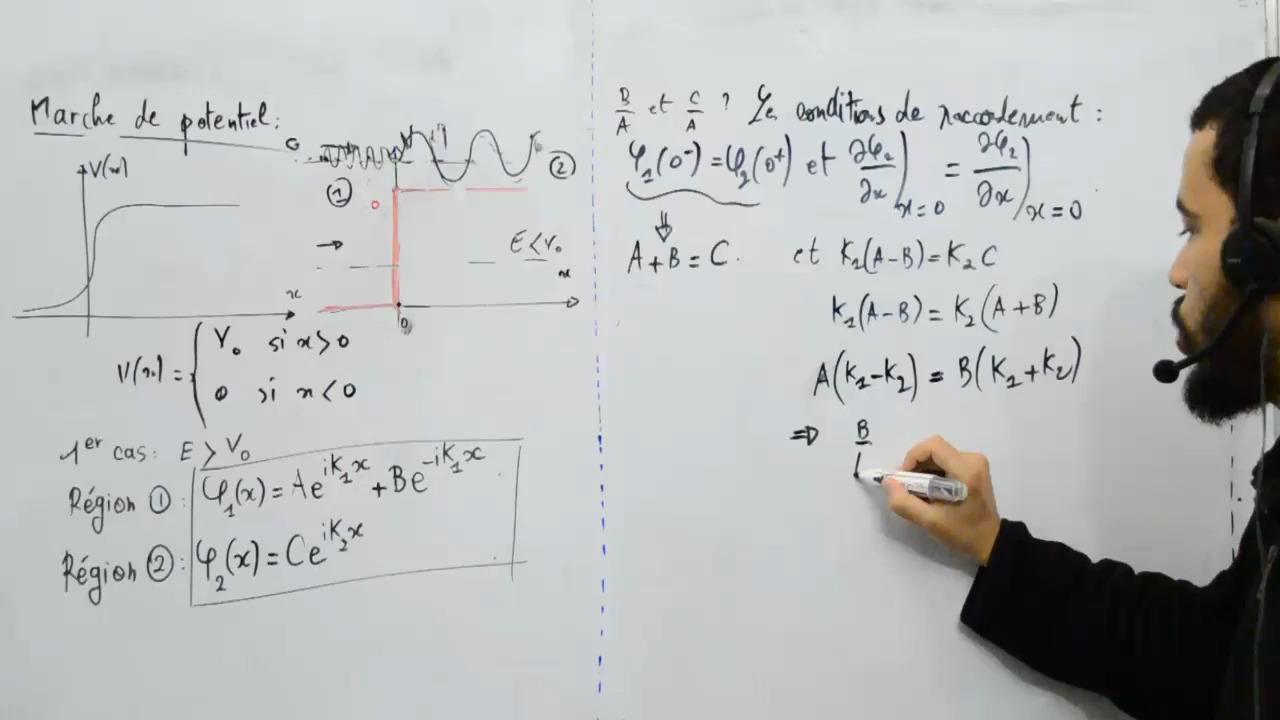 Marche de potentiel:
V(x)
①
②
0
E < V₀
x
x
0
V(x) = { V₀ si x > 0
0 si x < 0
1er cas: E > V₀
Région ①: φ₁(x) = Ae^{iK₁x} + Be^{-iK₁x}
Région ②: φ₂(x) = Ce^{iK₂x}
B/A et C/A ? Les conditions de raccordement :
φ₁(0⁻) = φ₂(0⁺) et ∂φ₁/∂x)ₓ₌₀ = ∂φ₂/∂x)ₓ₌₀
⇓
A + B = C. et K₁(A - B) = K₂ C
K₁(A - B) = K₂(A + B)
A(K₁ - K₂) = B(K₁ + K₂)
⇒ B